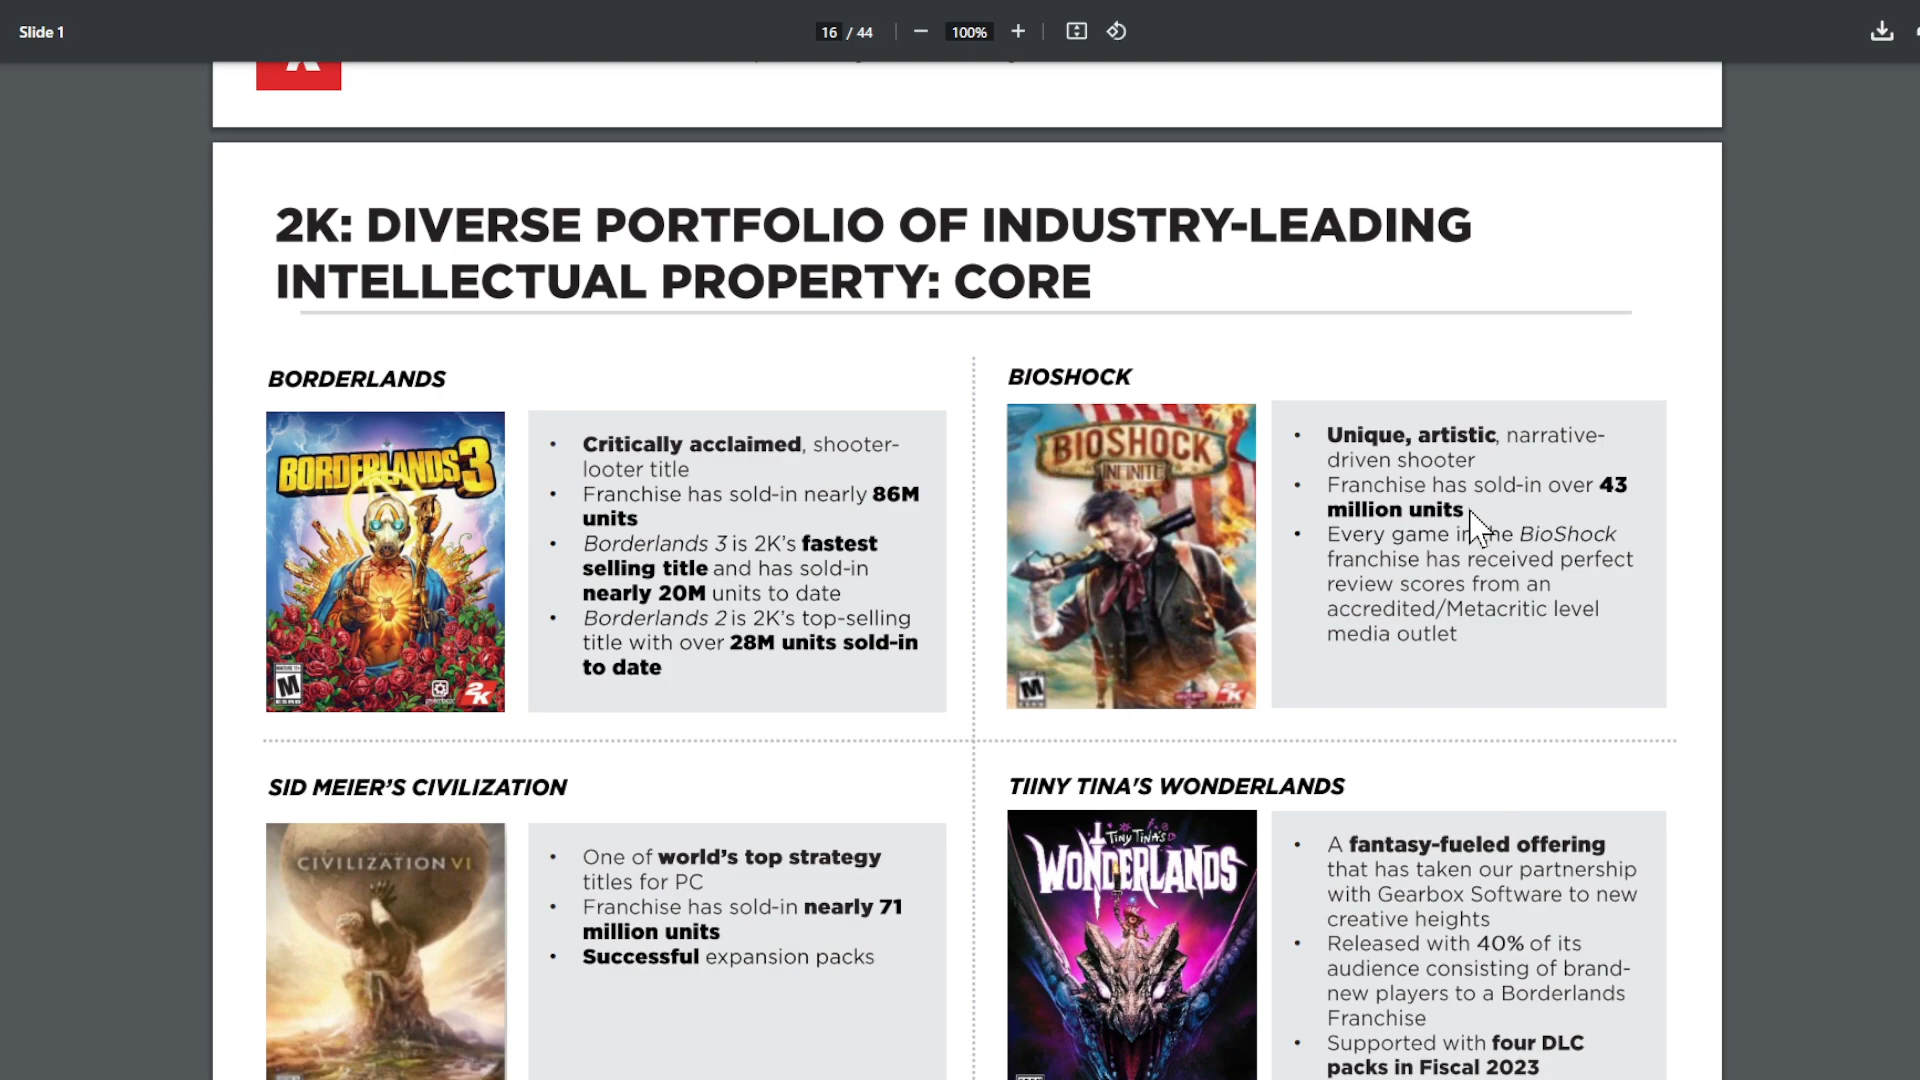 Slide 1
16 / 44
100%
2K: DIVERSE PORTFOLIO OF INDUSTRY-LEADING
INTELLECTUAL PROPERTY: CORE
BORDERLANDS
BORDERLANDS 3
M
2K
• Critically acclaimed, shooter-
looter title
• Franchise has sold-in nearly 86M
units
• Borderlands 3 is 2K's fastest
selling title and has sold-in
nearly 20M units to date
• Borderlands 2 is 2K's top-selling
title with over 28M units sold-in
to date
BIOSHOCK
BIOSHOCK
INFINITE
M
2K
• Unique, artistic, narrative-
driven shooter
• Franchise has sold-in over 43
million units
• Every game in the BioShock
franchise has received perfect
review scores from an
accredited/Metacritic level
media outlet
SID MEIER'S CIVILIZATION
CIVILIZATION VI
• One of world's top strategy
titles for PC
• Franchise has sold-in nearly 71
million units
• Successful expansion packs
TIINY TINA'S WONDERLANDS
TINY TINA'S
WONDERLANDS
• A fantasy-fueled offering
that has taken our partnership
with Gearbox Software to new
creative heights
• Released with 40% of its
audience consisting of brand-
new players to a Borderlands
Franchise
• Supported with four DLC
packs in Fiscal 2023